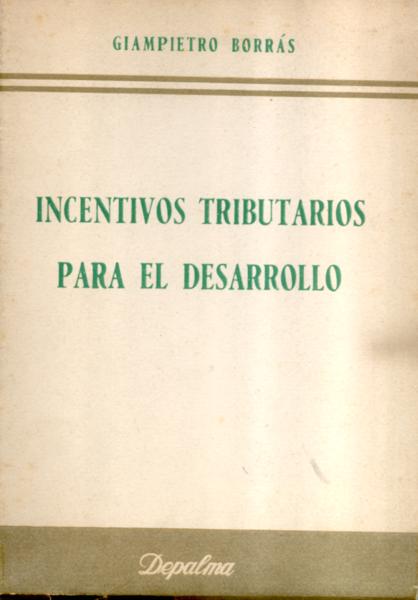 GIAMPIETRO BORRÁS
INCENTIVOS TRIBUTARIOS
PARA EL DESARROLLO
Depalma